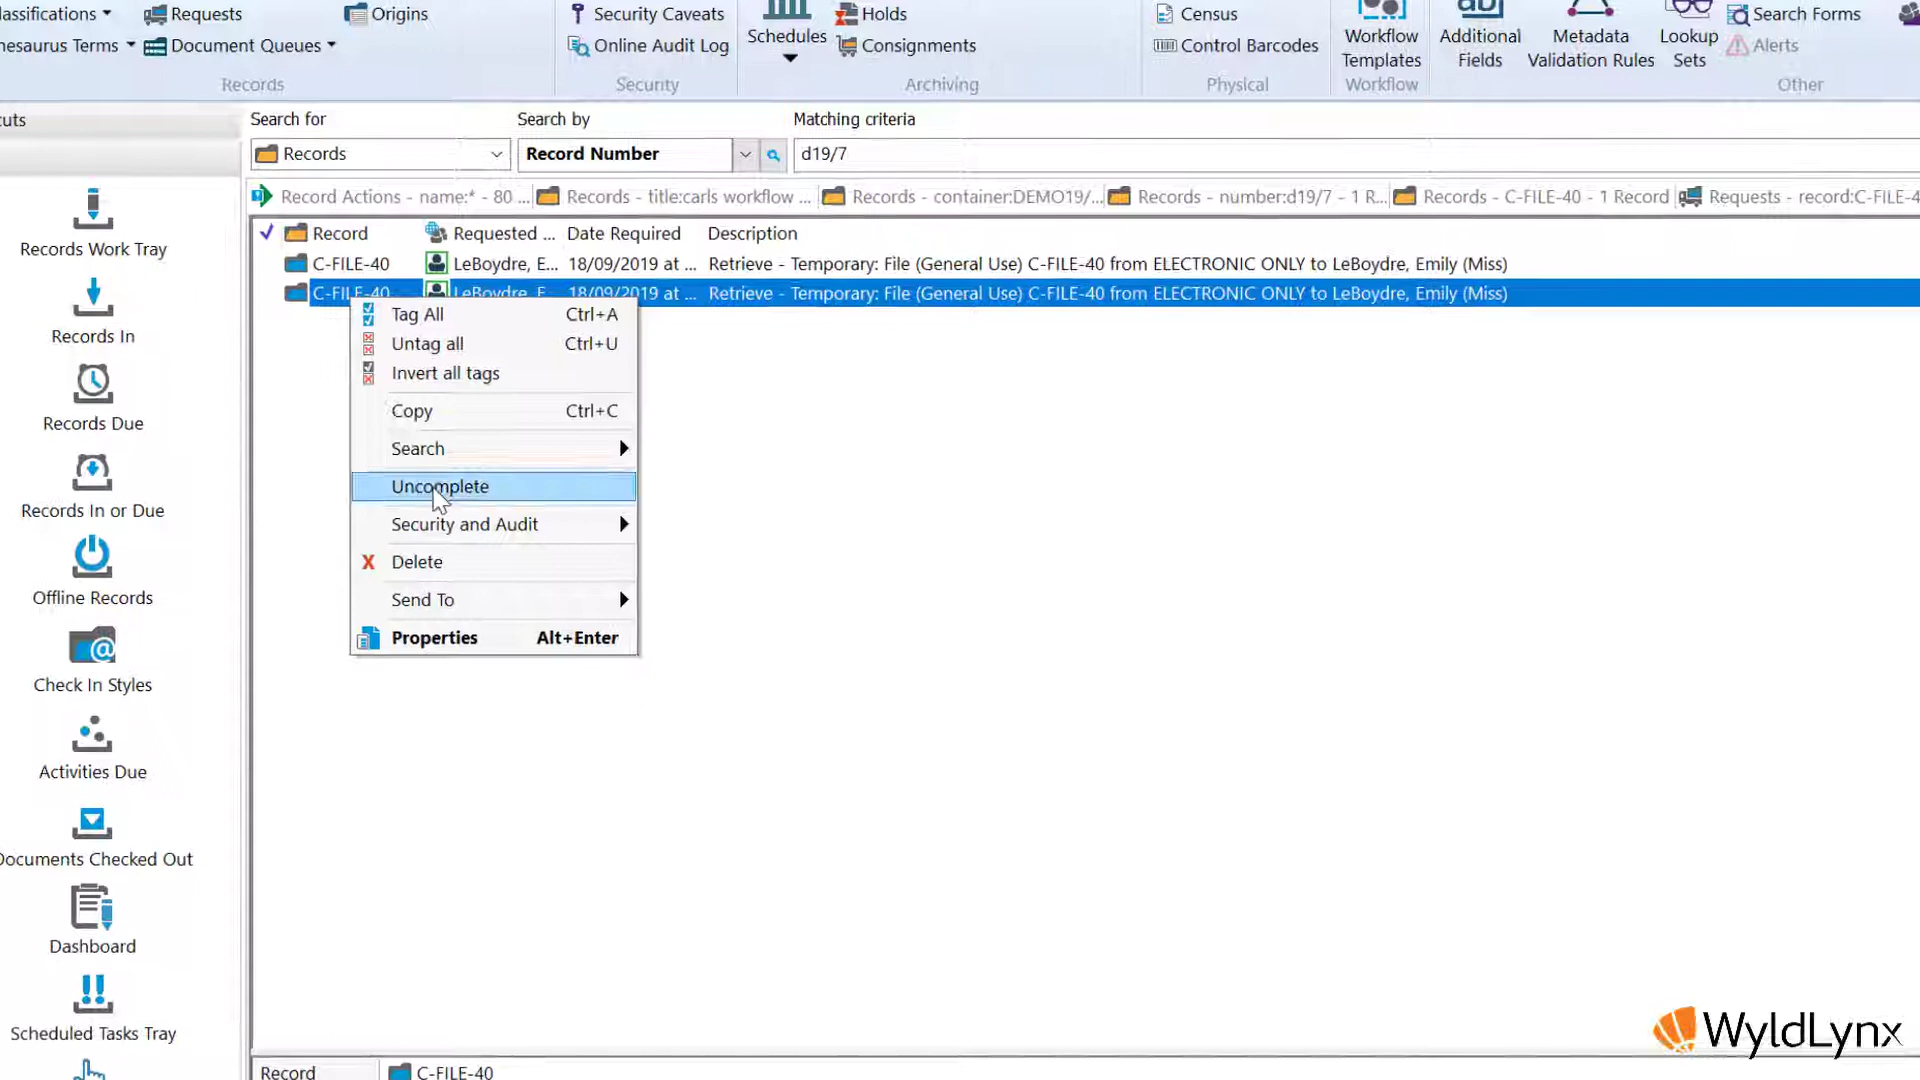 lassifications Requests Origins Security Caveats Holds Census Search Forms
hesaurus Terms Document Queues Online Audit Log Schedules Consignments Control Barcodes Workflow Templates Additional Fields Metadata Validation Rules Lookup Sets Alerts
Records Security Archiving Physical Workflow Other
cuts
Search for Search by Matching criteria
Records Record Number d19/7
Record Actions - name:* - 80 ... Records - title:carls workflow ... Records - container:DEMO19/... Records - number:d19/7 - 1 R... Records - C-FILE-40 - 1 Record Requests - record:C-FILE-4
Record Requested ... Date Required Description
C-FILE-40 LeBoydre, E... 18/09/2019 at ... Retrieve - Temporary: File (General Use) C-FILE-40 from ELECTRONIC ONLY to LeBoydre, Emily (Miss)
C-FILE-40 LeBoydre, E... 18/09/2019 at ... Retrieve - Temporary: File (General Use) C-FILE-40 from ELECTRONIC ONLY to LeBoydre, Emily (Miss)
Tag All Ctrl+A
Untag all Ctrl+U
Invert all tags
Copy Ctrl+C
Search
Uncomplete
Security and Audit
X Delete
Send To
Properties Alt+Enter
Records Work Tray
Records In
Records Due
Records In or Due
Offline Records
Check In Styles
Activities Due
Documents Checked Out
Dashboard
Scheduled Tasks Tray
WyldLynx
Record C-FILE-40